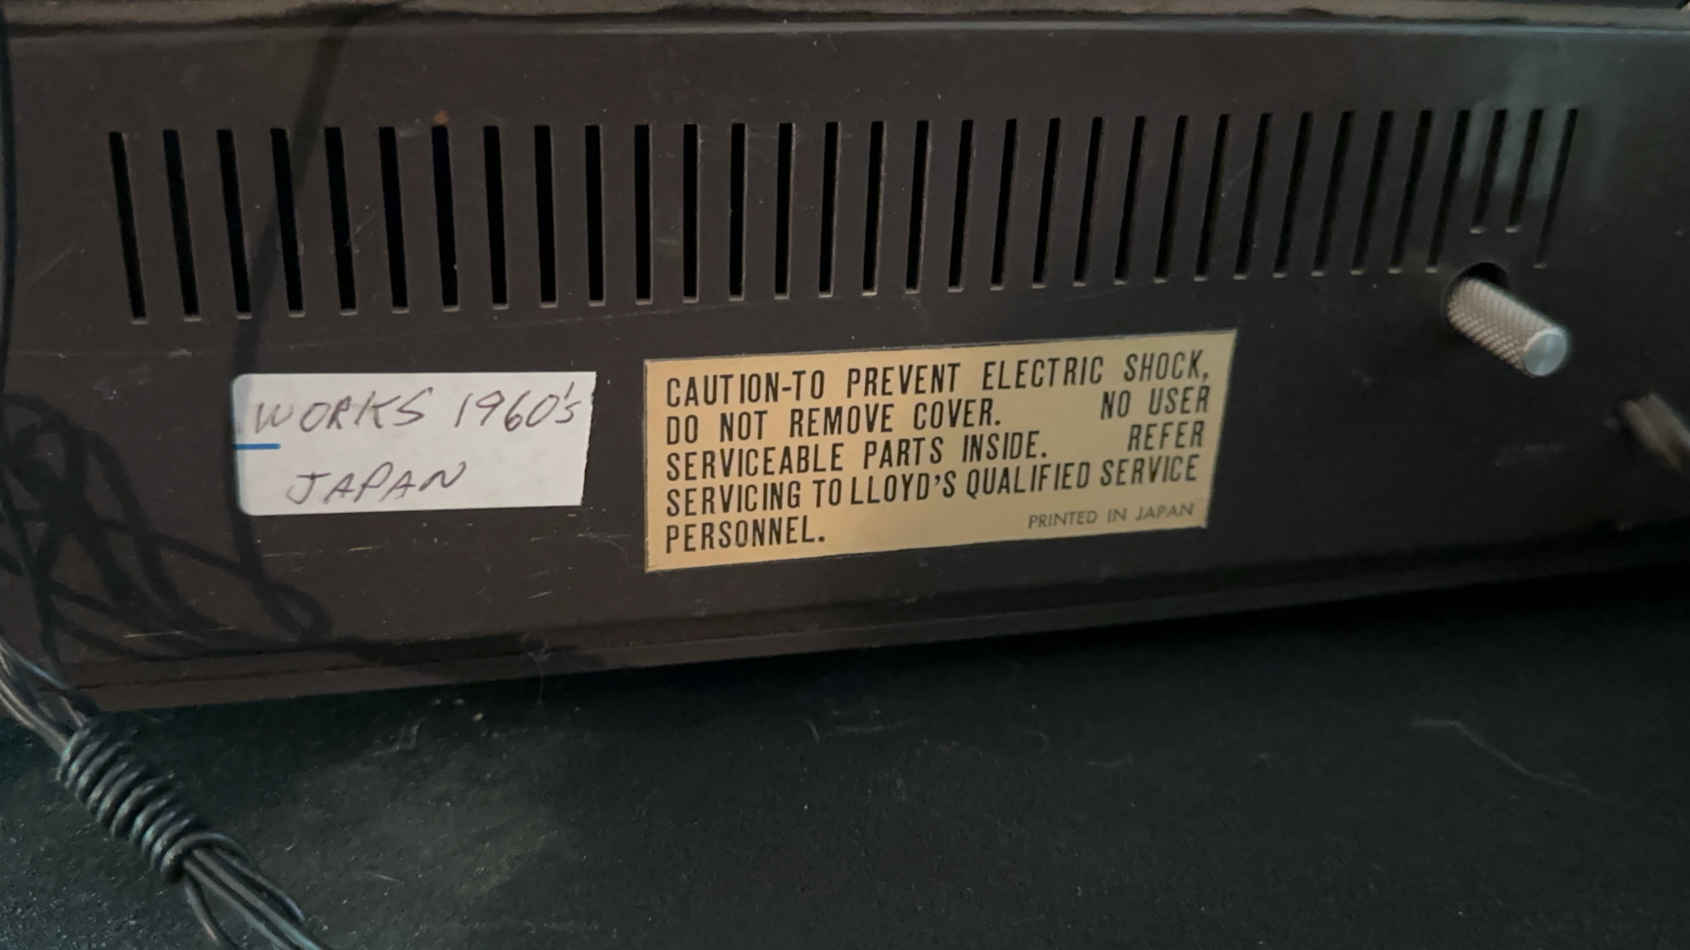 WORKS 1960's
JAPAN
CAUTION-TO PREVENT ELECTRIC SHOCK,
DO NOT REMOVE COVER. NO USER
SERVICEABLE PARTS INSIDE. REFER
SERVICING TO LLOYD'S QUALIFIED SERVICE
PERSONNEL.
PRINTED IN JAPAN